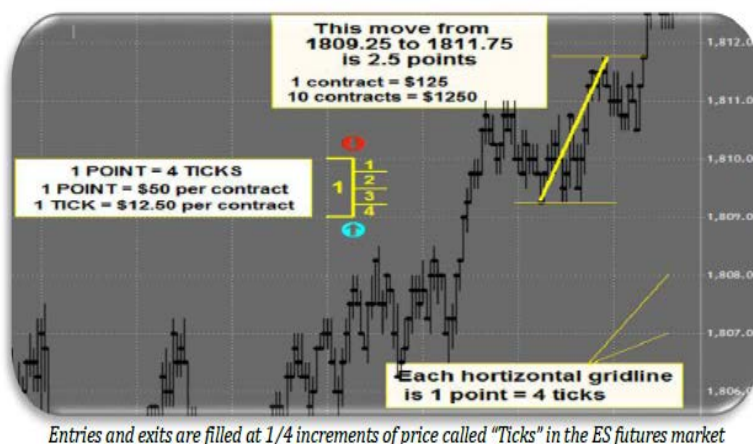 This move from
1809.25 to 1811.75
is 2.5 points
1 contract = $125
10 contracts = $1250
1,812.
1,811.0
1 POINT = 4 TICKS
1 POINT = $50 per contract
1 TICK = $12.50 per contract
1
1
2
3
4
1,810.0
1,809.0
1,808.0
1,807.0
Each hortizontal gridline
is 1 point = 4 ticks
1,806.
Entries and exits are filled at 1/4 increments of price called “Ticks” in the ES futures market